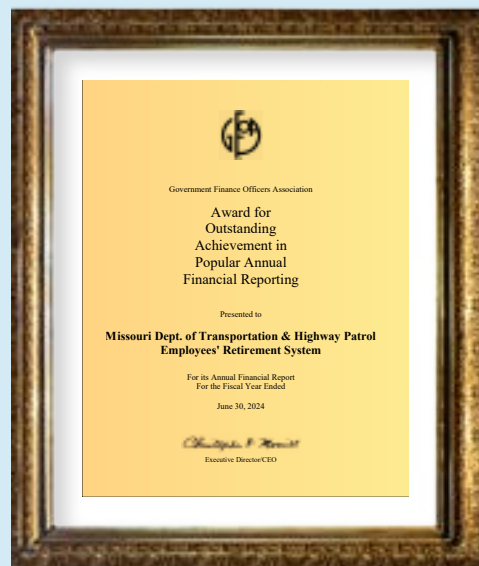 Government Finance Officers Association
Award for
Outstanding
Achievement in
Popular Annual
Financial Reporting
Presented to
Missouri Dept. of Transportation & Highway Patrol
Employees' Retirement System
For its Annual Financial Report
For the Fiscal Year Ended
June 30, 2024
Christopher P. Morrill
Executive Director/CEO